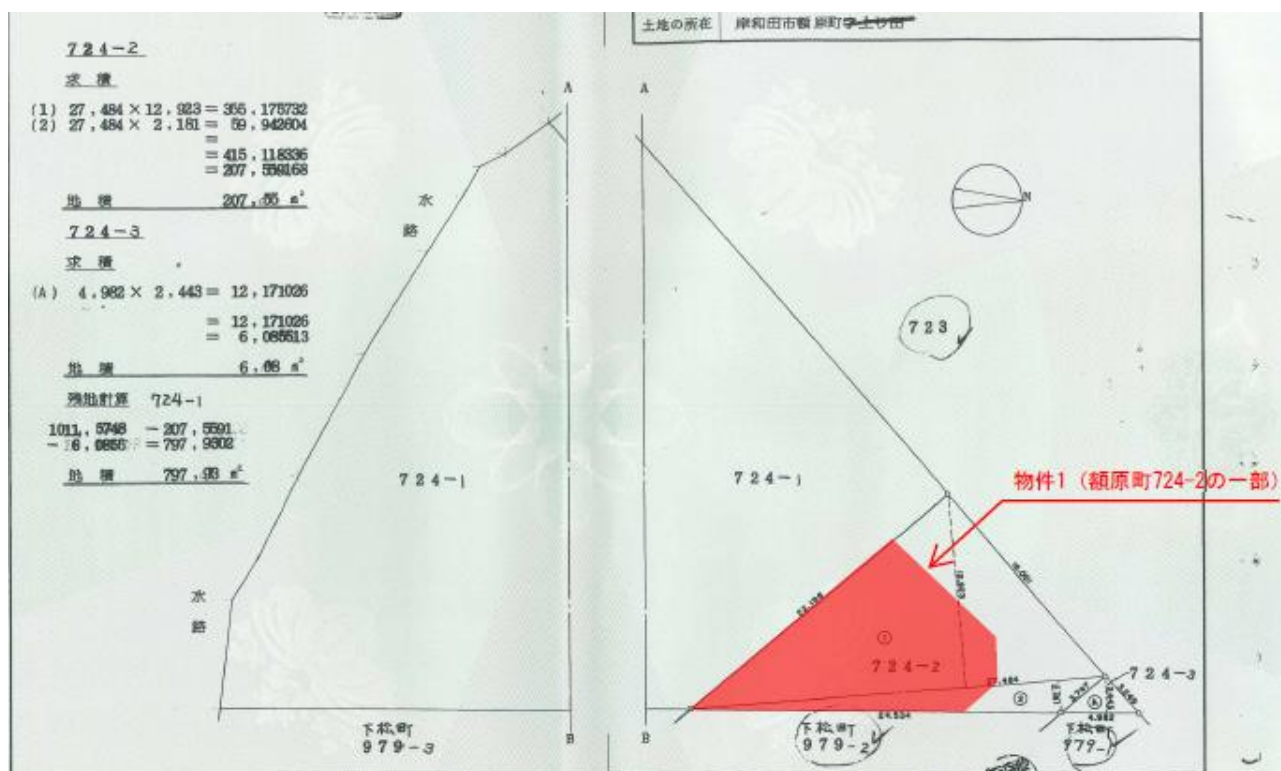 724-2
求 積
(1) 27,484×12,923=355,175732
(2) 27,484× 2,181= 59,942604
=
=415,118336
=207,559168
地 積 207,55 m²
724-3
求 積
(A) 4,982× 2,443= 12,171026
= 12,171026
= 6,085513
地 積 6,08 m²
残地計算 724-1
1011,5748 -207,5591
- 6,0855 =797,9302
地 積 797,93 m²
土地の所在 岸和田市額原町
A
A
水
路
N
723
724-1
724-1
物件1（額原町724-2の一部）
水
路
①
724-2
27.484
724-3
②
24.534
4.982
下松町
979-3
B
B
下松町
979-2
下松町